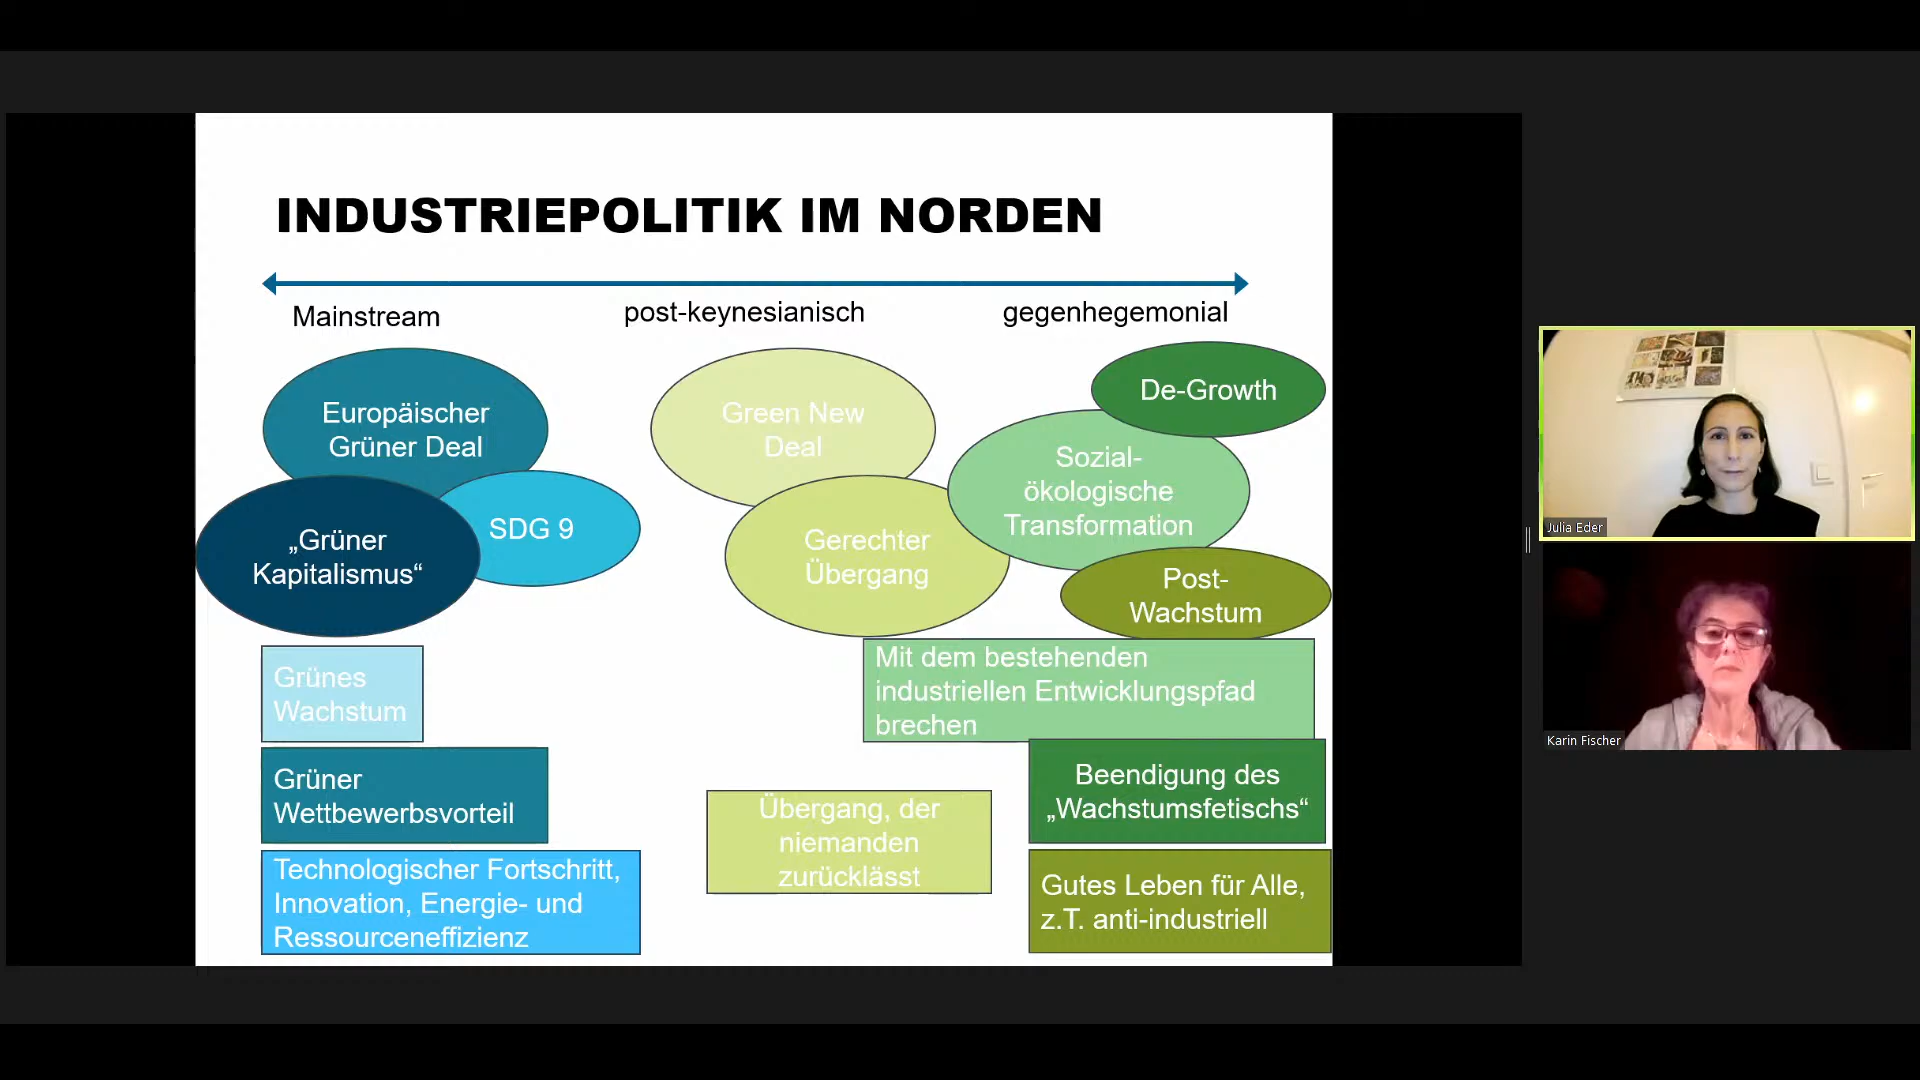 INDUSTRIEPOLITIK IM NORDEN
Mainstream
post-keynesianisch
gegenhegemonial
Europäischer
Grüner Deal
„Grüner
Kapitalismus“
SDG 9
Green New
Deal
Gerechter
Übergang
De-Growth
Sozial-
ökologische
Transformation
Post-
Wachstum
Grünes
Wachstum
Grüner
Wettbewerbsvorteil
Technologischer Fortschritt,
Innovation, Energie- und
Ressourceneffizienz
Übergang, der
niemanden
zurücklässt
Mit dem bestehenden
industriellen Entwicklungspfad
brechen
Beendigung des
„Wachstumsfetischs“
Gutes Leben für Alle,
z.T. anti-industriell
Julia Eder
Karin Fischer